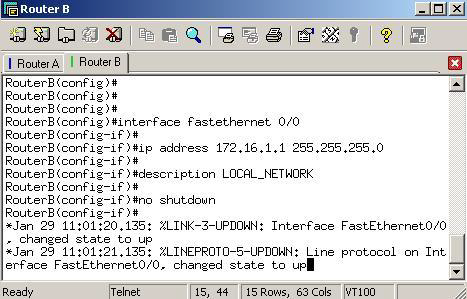 Router B
Router A
Router B
RouterB(config)#
RouterB(config)#
RouterB(config)#
RouterB(config)#interface fastethernet 0/0
RouterB(config-if)#
RouterB(config-if)#ip address 172.16.1.1 255.255.255.0
RouterB(config-if)#
RouterB(config-if)#description LOCAL_NETWORK
RouterB(config-if)#
RouterB(config-if)#no shutdown
RouterB(config-if)#
*Jan 29 11:01:20.135: %LINK-3-UPDOWN: Interface FastEthernet0/0
, changed state to up
*Jan 29 11:01:21.135: %LINEPROTO-5-UPDOWN: Line protocol on Int
erface FastEthernet0/0, changed state to up
Ready
Telnet
15, 44
15 Rows, 63 Cols
VT100